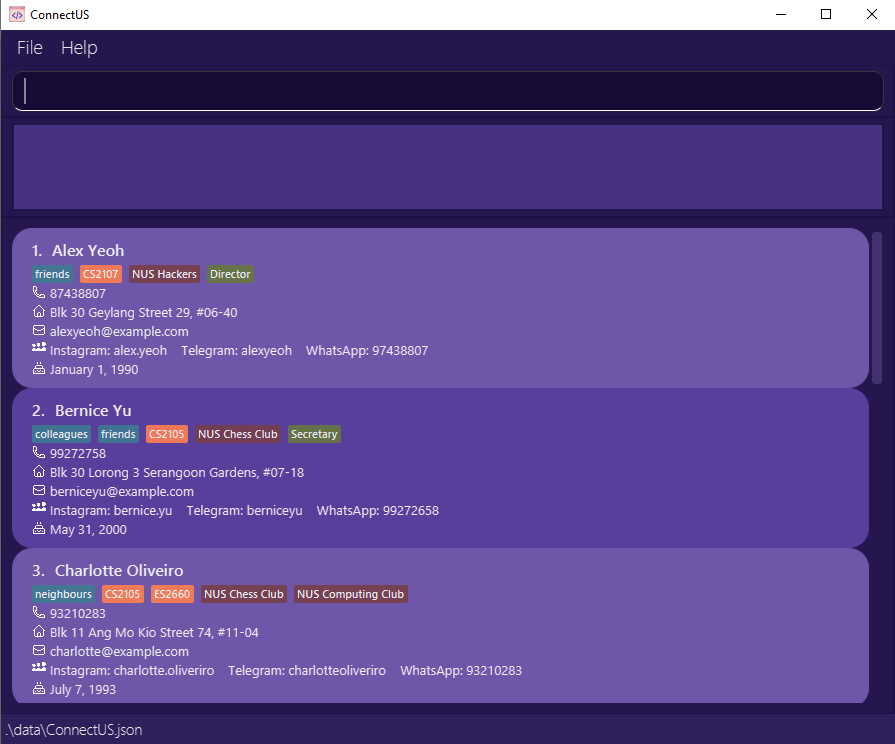 ConnectUS
File Help
1. Alex Yeoh
friends CS2107 NUS Hackers Director
87438807
Blk 30 Geylang Street 29, #06-40
alexyeoh@example.com
Instagram: alex.yeoh Telegram: alexyeoh WhatsApp: 97438807
January 1, 1990
2. Bernice Yu
colleagues friends CS2105 NUS Chess Club Secretary
99272758
Blk 30 Lorong 3 Serangoon Gardens, #07-18
berniceyu@example.com
Instagram: bernice.yu Telegram: berniceyu WhatsApp: 99272658
May 31, 2000
3. Charlotte Oliveiro
neighbours CS2105 ES2660 NUS Chess Club NUS Computing Club
93210283
Blk 11 Ang Mo Kio Street 74, #11-04
charlotte@example.com
Instagram: charlotte.oliveriro Telegram: charlotteoliveriro WhatsApp: 93210283
July 7, 1993
.\data\ConnectUS.json